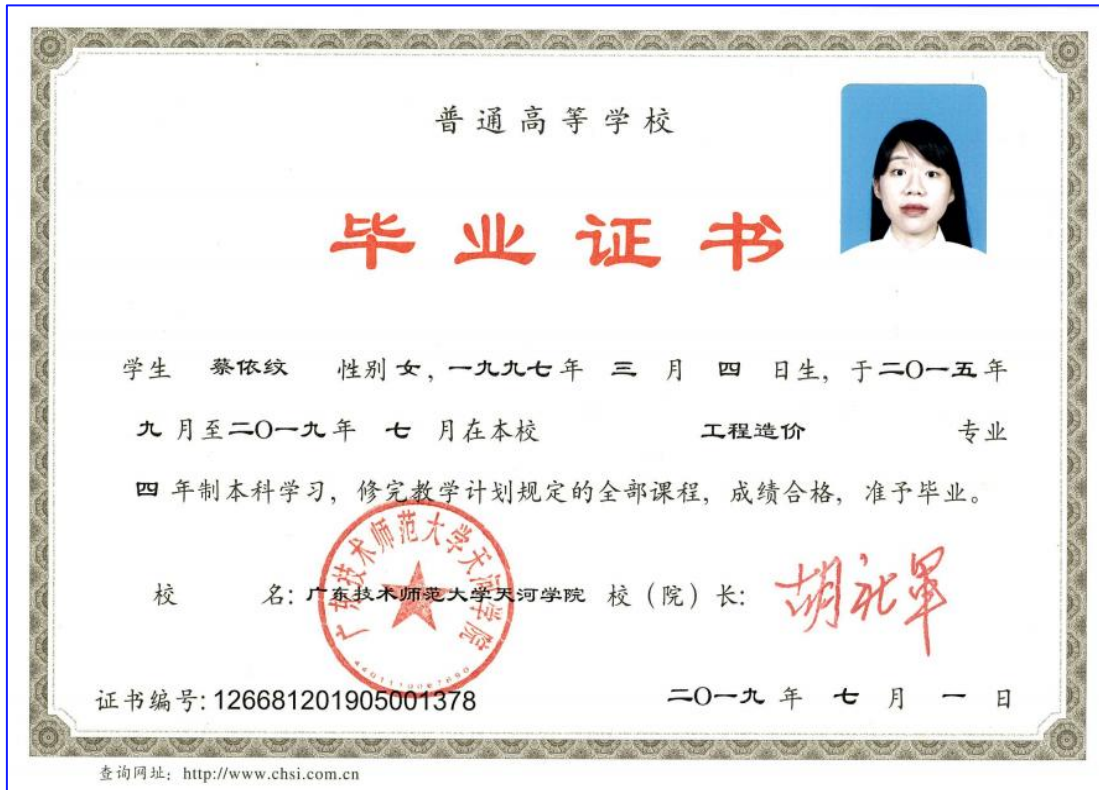 普通高等学校
毕业证书
学生 蔡依纹 性别 女, 一九九七年 三 月 四 日生, 于二O一五年
九 月至二O一九年 七 月在本校 工程造价 专业
四 年制本科学习, 修完教学计划规定的全部课程, 成绩合格, 准予毕业。
广东技术师范大学天河学院
校 名: 广东技术师范大学天河学院 校 (院) 长:
证书编号: 126681201905001378 二O一九 年 七 月 一 日
查询网址: http://www.chsi.com.cn